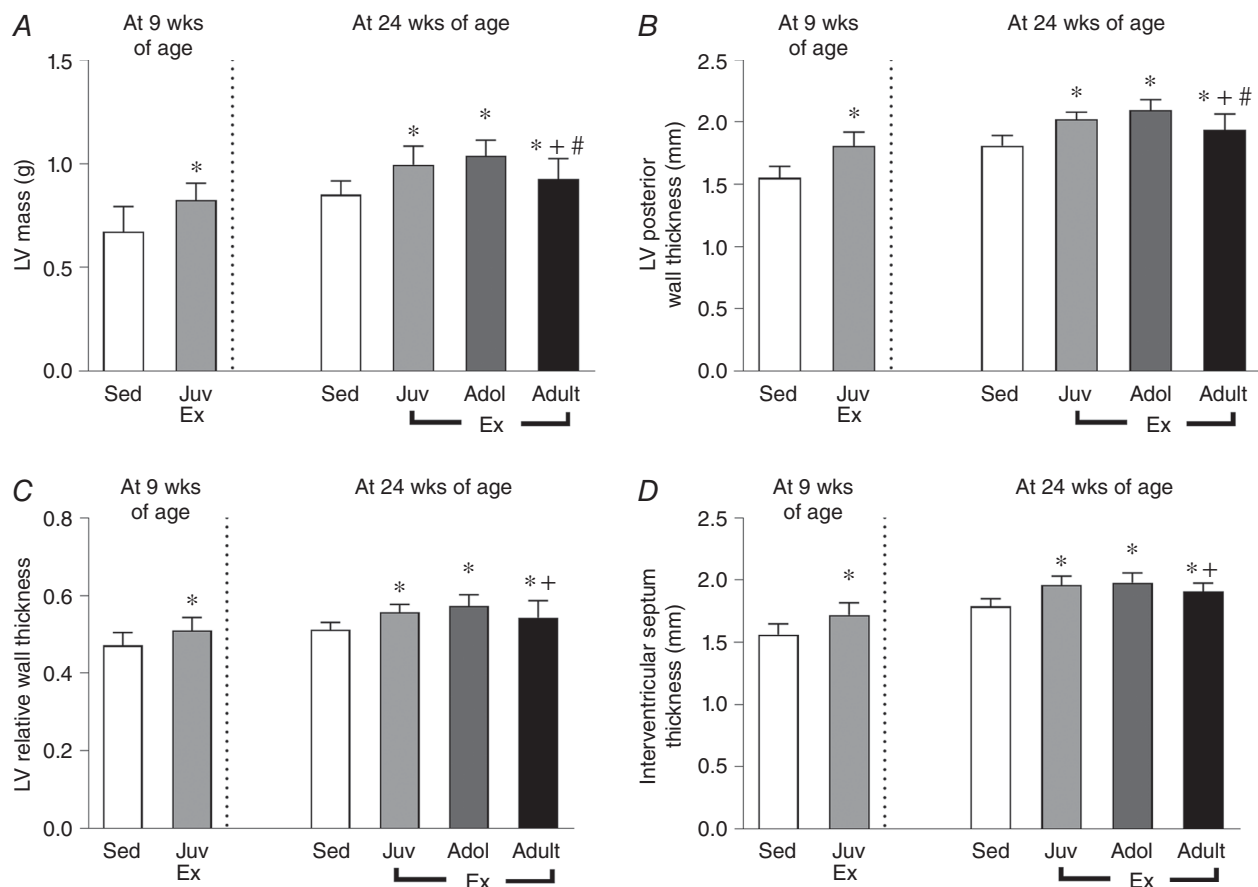 A
At 9 wks
of age
At 24 wks of age
LV mass (g)
1.5
1.0
0.5
0.0
*
*
*
* + #
Sed
Juv
Ex
Sed
Juv
Adol
Adult
Ex
B
At 9 wks
of age
At 24 wks of age
LV posterior
wall thickness (mm)
2.5
2.0
1.5
1.0
0.5
0.0
*
*
*
* + #
Sed
Juv
Ex
Sed
Juv
Adol
Adult
Ex
C
At 9 wks
of age
At 24 wks of age
LV relative wall thickness
0.8
0.6
0.4
0.2
0.0
*
*
*
* +
Sed
Juv
Ex
Sed
Juv
Adol
Adult
Ex
D
At 9 wks
of age
At 24 wks of age
Interventricular septum
thickness (mm)
2.5
2.0
1.5
1.0
0.5
0.0
*
*
*
* +
Sed
Juv
Ex
Sed
Juv
Adol
Adult
Ex